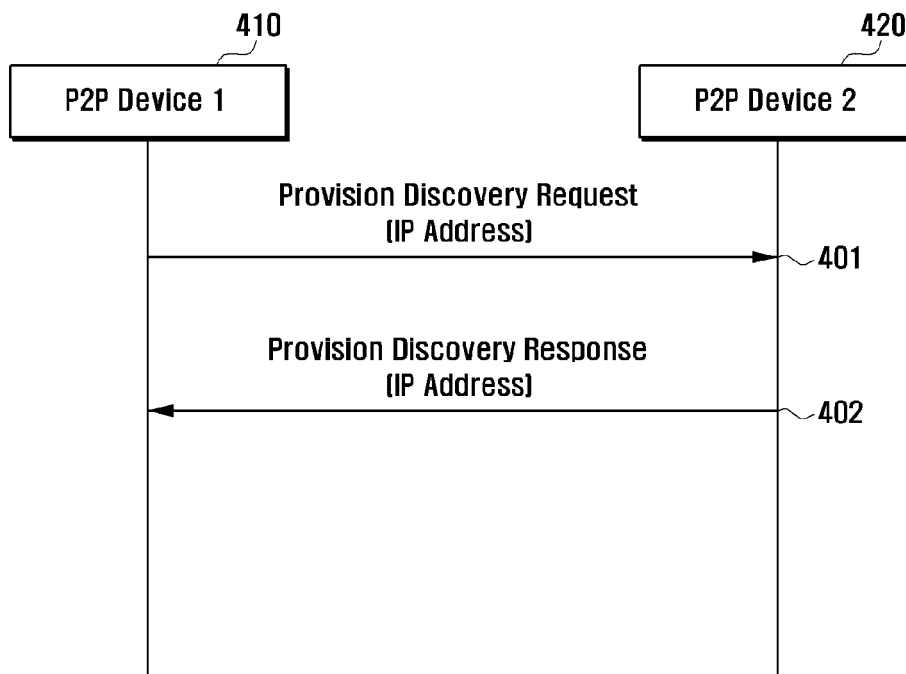 410
420
P2P Device 1
P2P Device 2
Provision Discovery Request
(IP Address)
401
Provision Discovery Response
(IP Address)
402